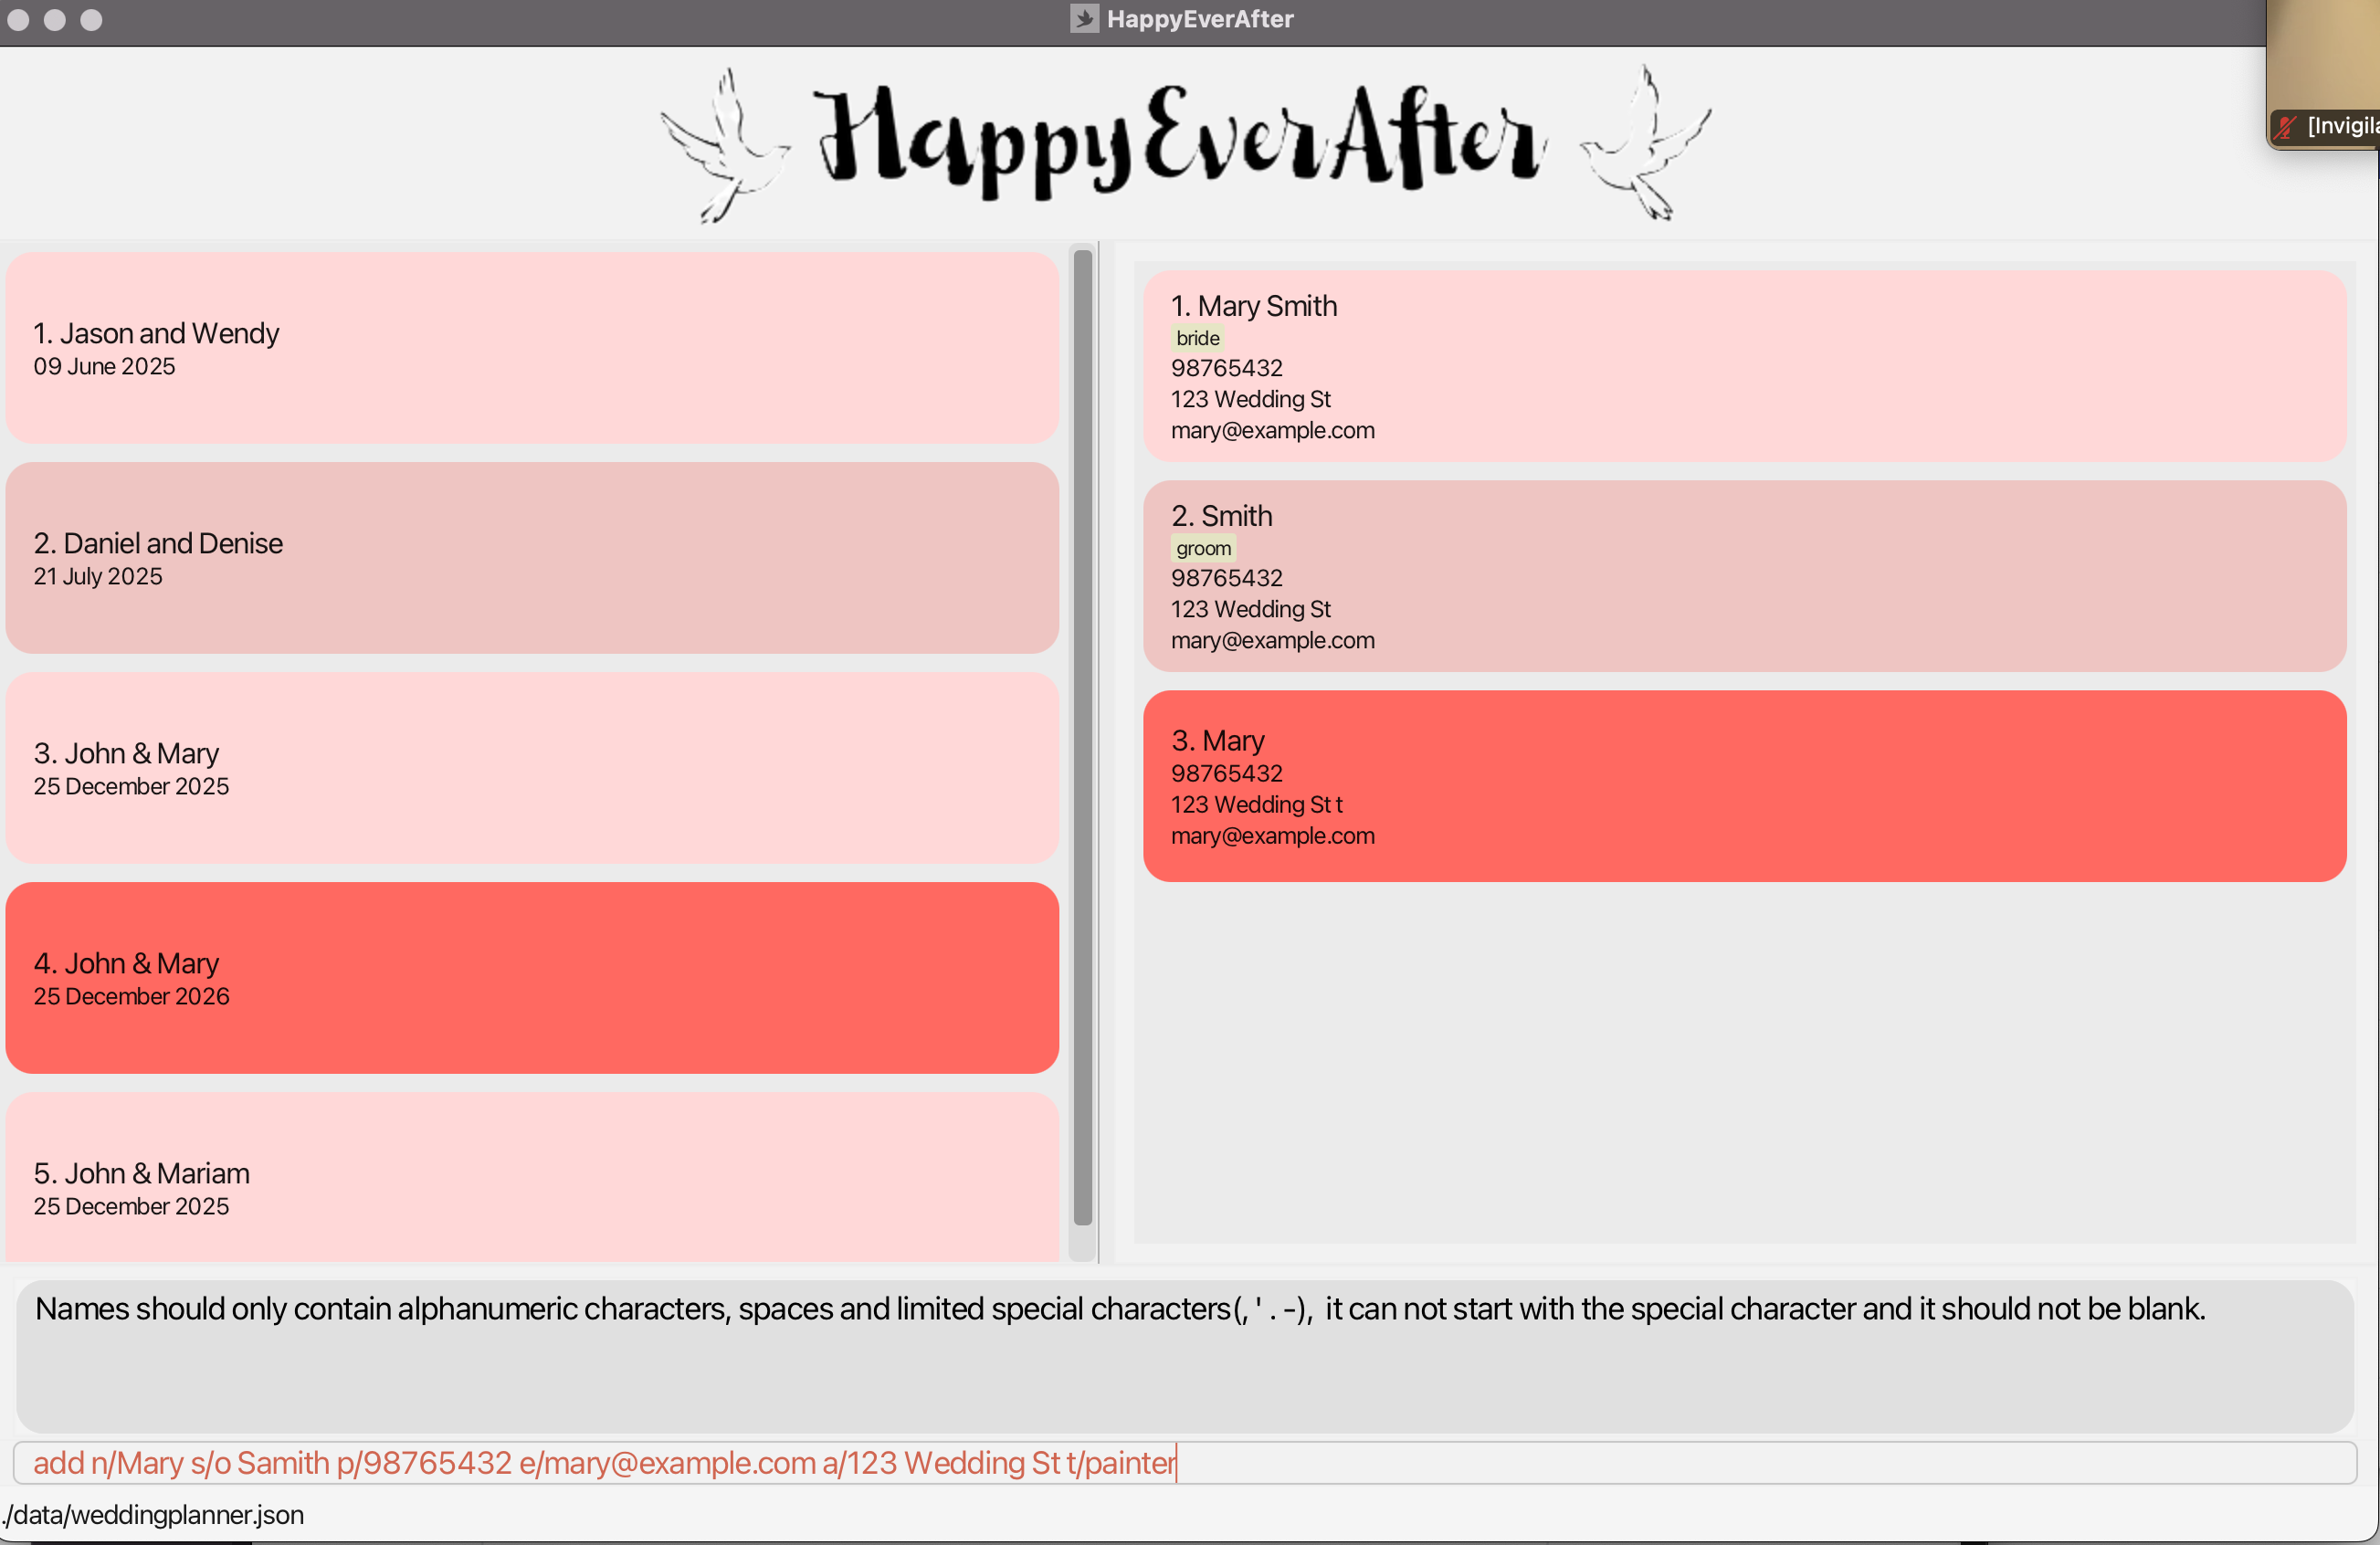 HappyEverAfter
HappyEverAfter
[Invigila
1. Jason and Wendy
09 June 2025
2. Daniel and Denise
21 July 2025
3. John & Mary
25 December 2025
4. John & Mary
25 December 2026
5. John & Mariam
25 December 2025
1. Mary Smith
bride
98765432
123 Wedding St
mary@example.com
2. Smith
groom
98765432
123 Wedding St
mary@example.com
3. Mary
98765432
123 Wedding St t
mary@example.com
Names should only contain alphanumeric characters, spaces and limited special characters(, ' . -),  it can not start with the special character and it should not be blank.
add n/Mary s/o Samith p/98765432 e/mary@example.com a/123 Wedding St t/painter
./data/weddingplanner.json